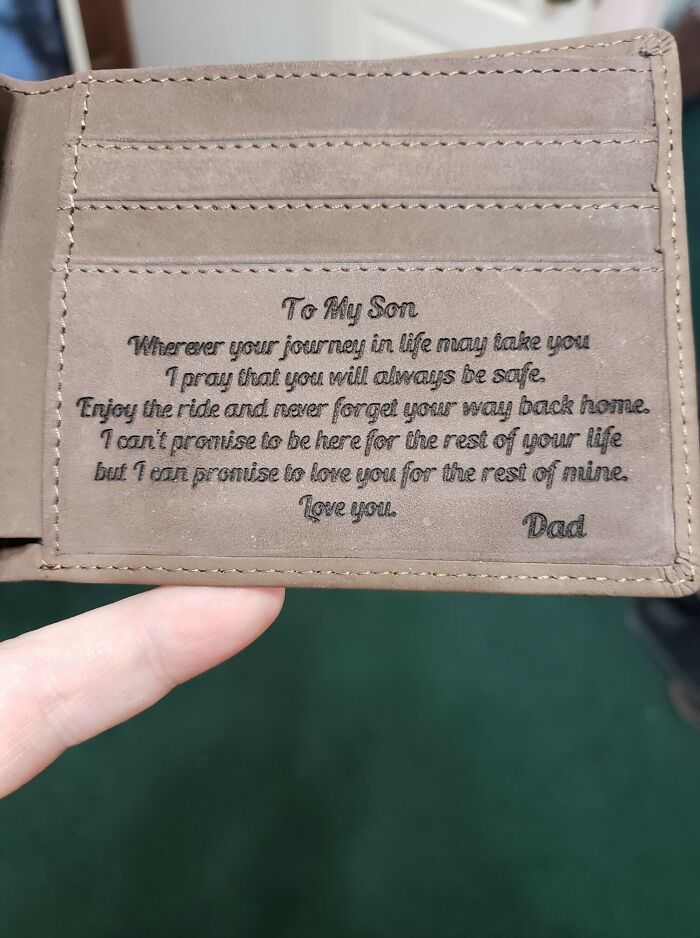 To My Son
Wherever your journey in life may take you
I pray that you will always be safe.
Enjoy the ride and never forget your way back home.
I can't promise to be here for the rest of your life
but I can promise to love you for the rest of mine.
Love you.
Dad